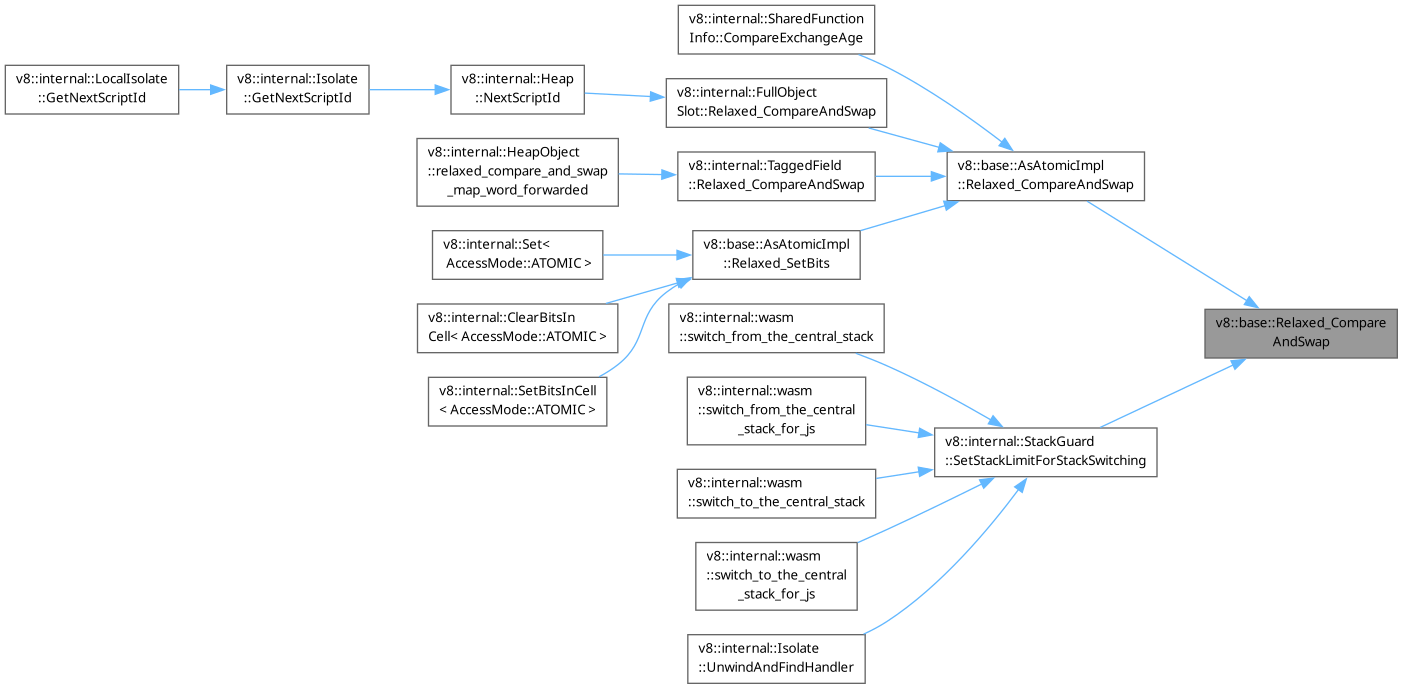 v8::internal::SharedFunction
Info::CompareExchangeAge
v8::internal::LocalIsolate
::GetNextScriptId
v8::internal::Isolate
::GetNextScriptId
v8::internal::Heap
::NextScriptId
v8::internal::FullObject
Slot::Relaxed_CompareAndSwap
v8::internal::HeapObject
::relaxed_compare_and_swap
_map_word_forwarded
v8::internal::TaggedField
::Relaxed_CompareAndSwap
v8::base::AsAtomicImpl
::Relaxed_CompareAndSwap
v8::internal::Set<
AccessMode::ATOMIC >
v8::base::AsAtomicImpl
::Relaxed_SetBits
v8::internal::ClearBitsIn
Cell< AccessMode::ATOMIC >
v8::internal::wasm
::switch_from_the_central_stack
v8::base::Relaxed_Compare
AndSwap
v8::internal::SetBitsInCell
< AccessMode::ATOMIC >
v8::internal::wasm
::switch_from_the_central
_stack_for_js
v8::internal::StackGuard
::SetStackLimitForStackSwitching
v8::internal::wasm
::switch_to_the_central_stack
v8::internal::wasm
::switch_to_the_central
_stack_for_js
v8::internal::Isolate
::UnwindAndFindHandler